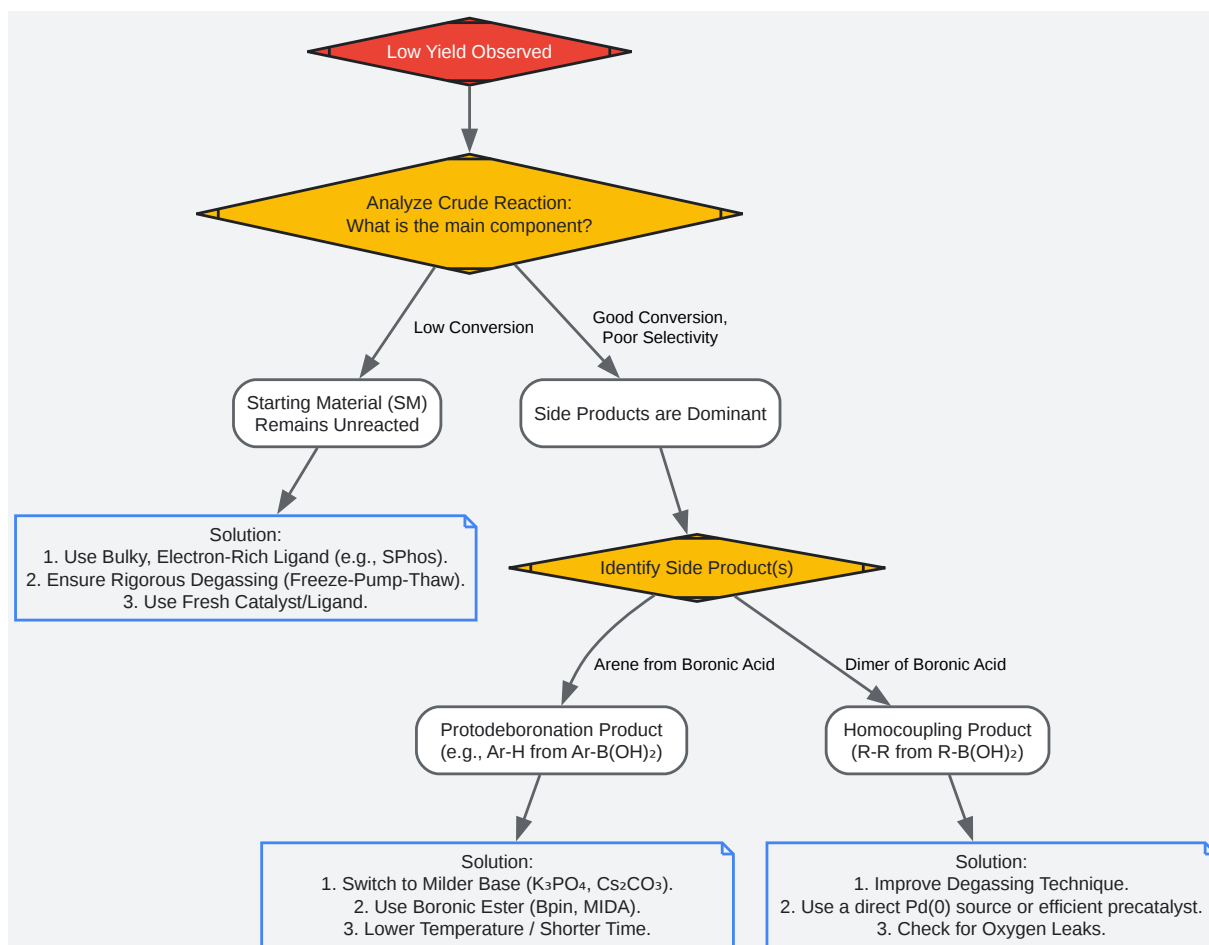 Low Yield Observed
Analyze Crude Reaction:
What is the main component?
Low Conversion
Good Conversion,
Poor Selectivity
Starting Material (SM)
Remains Unreacted
Side Products are Dominant
Solution:
1. Use Bulky, Electron-Rich Ligand (e.g., SPhos).
2. Ensure Rigorous Degassing (Freeze-Pump-Thaw).
3. Use Fresh Catalyst/Ligand.
Identify Side Product(s)
Arene from Boronic Acid
Dimer of Boronic Acid
Protodeboronation Product
(e.g., Ar-H from Ar-B(OH)₂)
Homocoupling Product
(R-R from R-B(OH)₂)
Solution:
1. Switch to Milder Base (K₃PO₄, Cs₂CO₃).
2. Use Boronic Ester (Bpin, MIDA).
3. Lower Temperature / Shorter Time.
Solution:
1. Improve Degassing Technique.
2. Use a direct Pd(0) source or efficient precatalyst.
3. Check for Oxygen Leaks.